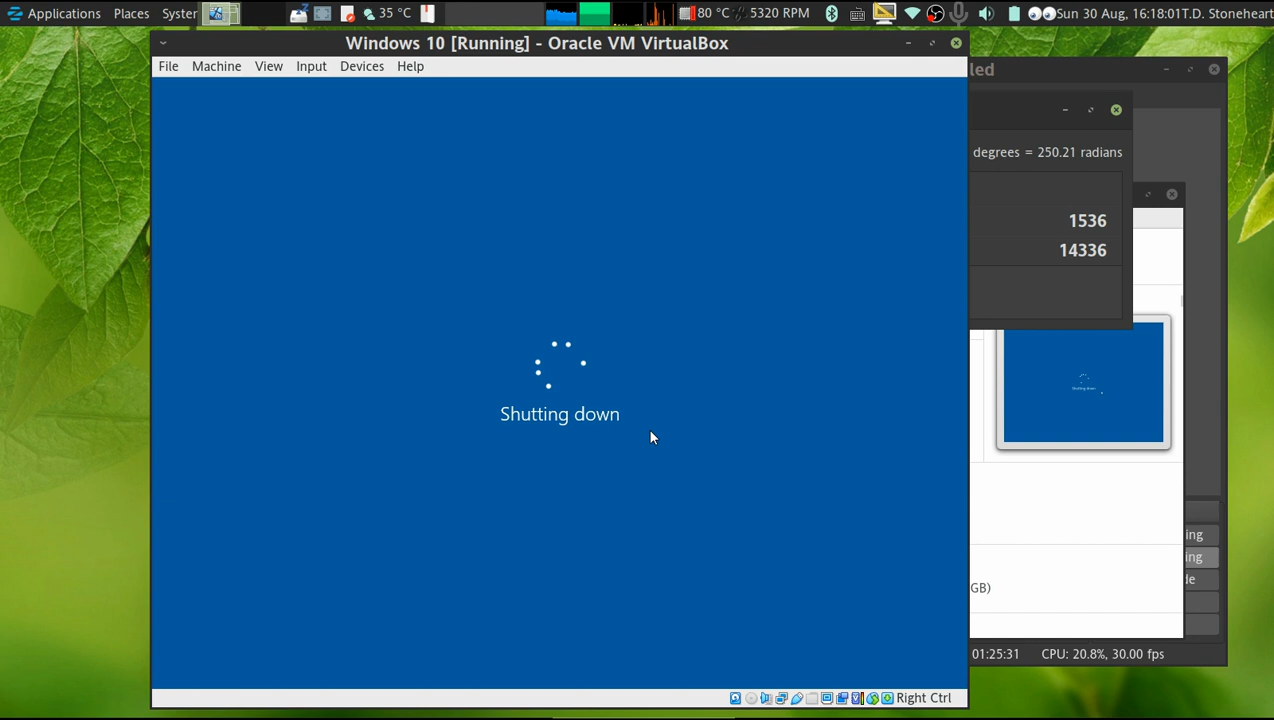 Applications Places Syster 35 °C 80 °C 5320 RPM Sun 30 Aug, 16:18:01 T.D. Stoneheart
Windows 10 [Running] - Oracle VM VirtualBox
File Machine View Input Devices Help
led
degrees = 250.21 radians
1536
14336
Shutting down
Shutting down
ing
ing
de
GB)
01:25:31 CPU: 20.8%, 30.00 fps
Right Ctrl